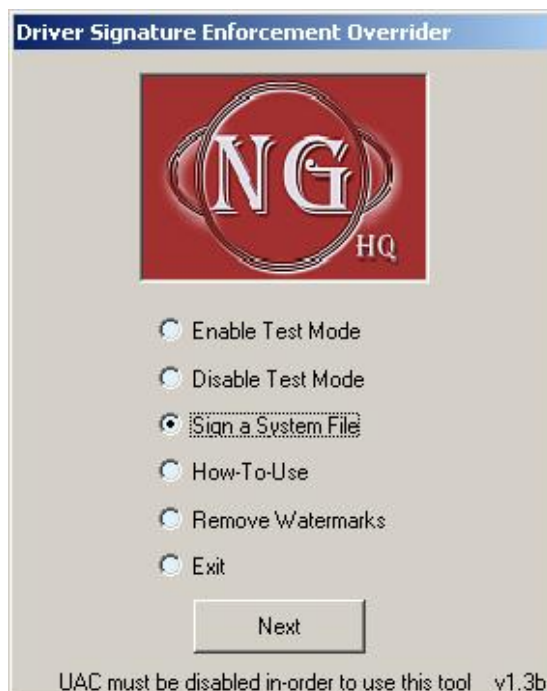 Driver Signature Enforcement Overrider
NG
HQ
Enable Test Mode
Disable Test Mode
Sign a System File
How-To-Use
Remove Watermarks
Exit
Next
UAC must be disabled in-order to use this tool v1.3b